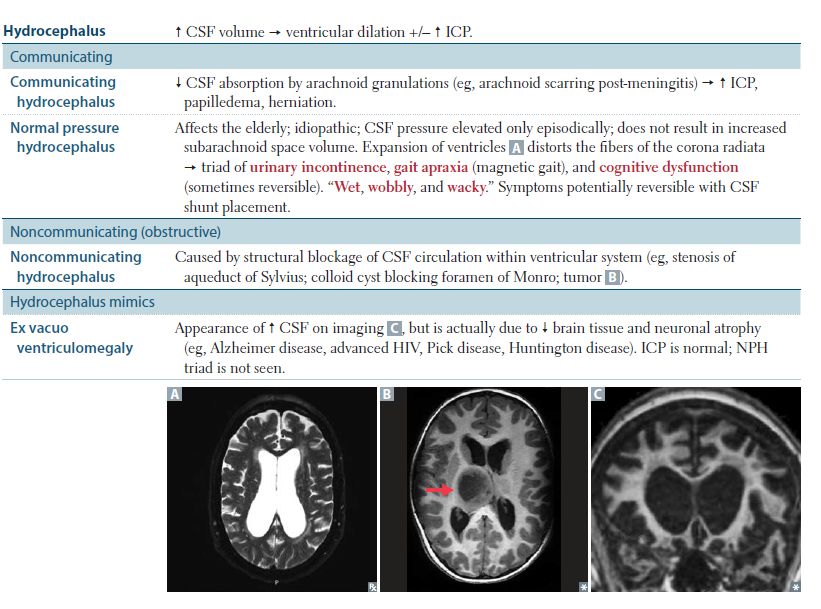 Hydrocephalus ↑ CSF volume → ventricular dilation +/– ↑ ICP.
Communicating
Communicating hydrocephalus
↓ CSF absorption by arachnoid granulations (eg, arachnoid scarring post-meningitis) → ↑ ICP,
papilledema, herniation.
Normal pressure
hydrocephalus
Affects the elderly; idiopathic; CSF pressure elevated only episodically; does not result in increased
subarachnoid space volume. Expansion of ventricles A distorts the fibers of the corona radiata
→ triad of urinary incontinence, gait apraxia (magnetic gait), and cognitive dysfunction
(sometimes reversible). “Wet, wobbly, and wacky.” Symptoms potentially reversible with CSF
shunt placement.
Noncommunicating (obstructive)
Noncommunicating
hydrocephalus
Caused by structural blockage of CSF circulation within ventricular system (eg, stenosis of
aqueduct of Sylvius; colloid cyst blocking foramen of Monro; tumor B).
Hydrocephalus mimics
Ex vacuo
ventriculomegaly
Appearance of ↑ CSF on imaging C, but is actually due to ↓ brain tissue and neuronal atrophy
(eg, Alzheimer disease, advanced HIV, Pick disease, Huntington disease). ICP is normal; NPH
triad is not seen.
A B C
P